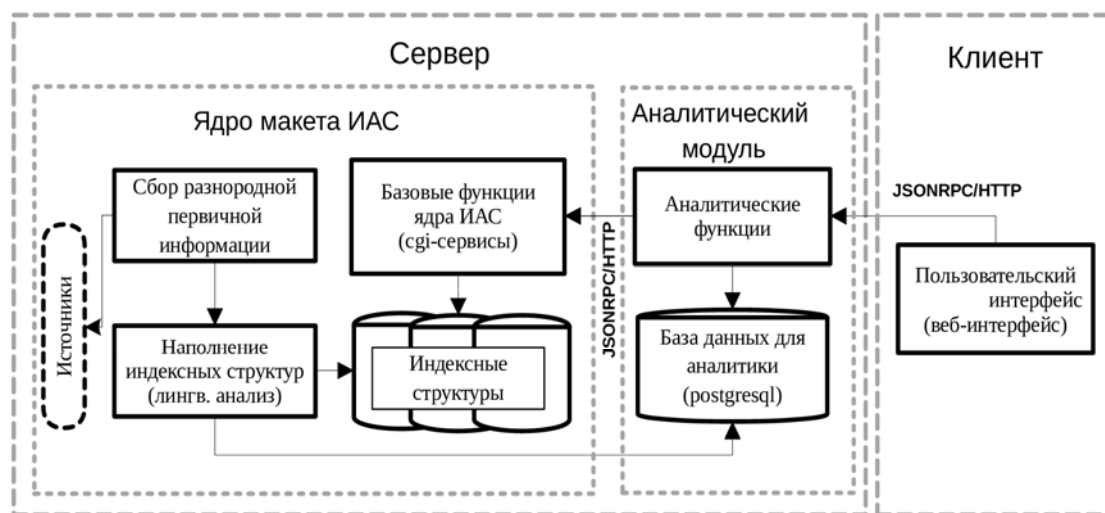 Сервер
Клиент
Ядро макета ИАС
Аналитический
модуль
Сбор разнородной
первичной
информации
Базовые функции
ядра ИАС
(cgi-сервисы)
JSONRPC/HTTP
Аналитические
функции
JSONRPC/HTTP
Пользовательский
интерфейс
(веб-интерфейс)
Источники
Наполнение
индексных структур
(лингв. анализ)
Индексные
структуры
База данных для
аналитики
(postgresql)